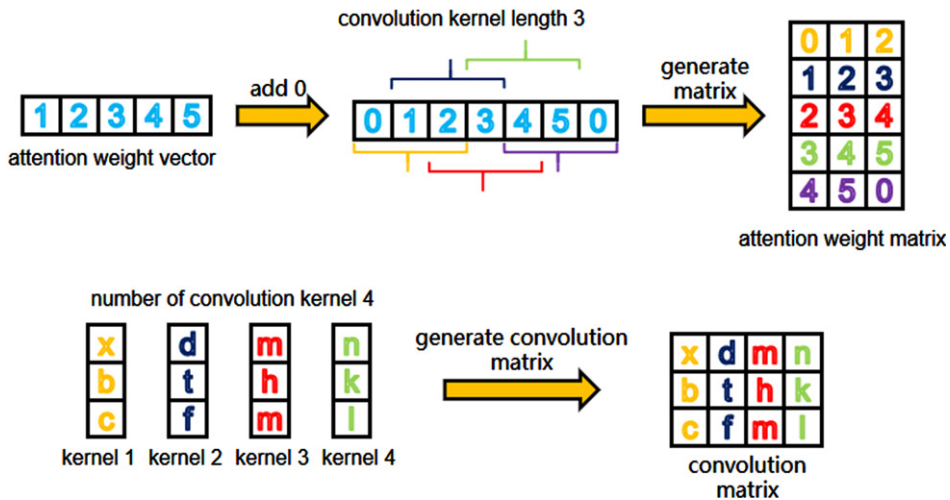 convolution kernel length 3
1 2 3 4 5
add 0
0 1 2 3 4 5 0
generate
matrix
0 1 2
1 2 3
2 3 4
3 4 5
4 5 0
attention weight vector
attention weight matrix
number of convolution kernel 4
x
b
c
kernel 1
d
t
f
kernel 2
m
h
m
kernel 3
n
k
l
kernel 4
generate convolution
matrix
x d m n
b t h k
c f m l
convolution
matrix